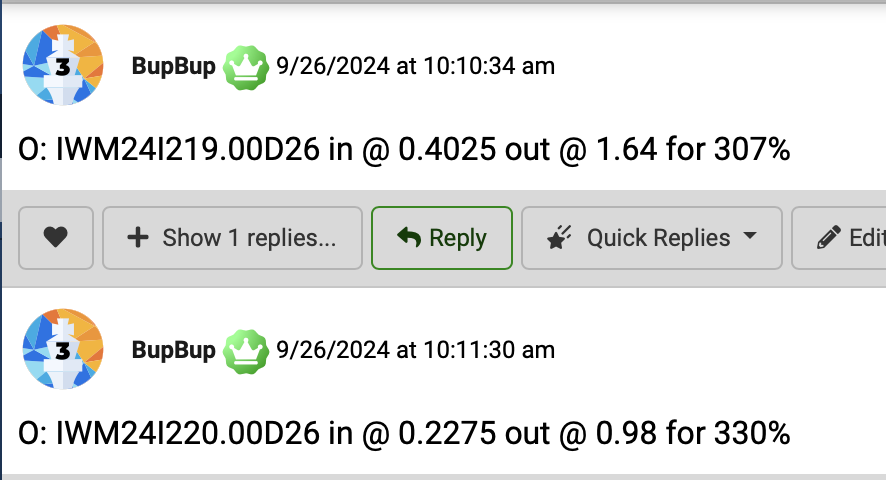 3
BupBup 9/26/2024 at 10:10:34 am
O: IWM24I219.00D26 in @ 0.4025 out @ 1.64 for 307%
+ Show 1 replies... Reply Quick Replies Edit
3
BupBup 9/26/2024 at 10:11:30 am
O: IWM24I220.00D26 in @ 0.2275 out @ 0.98 for 330%